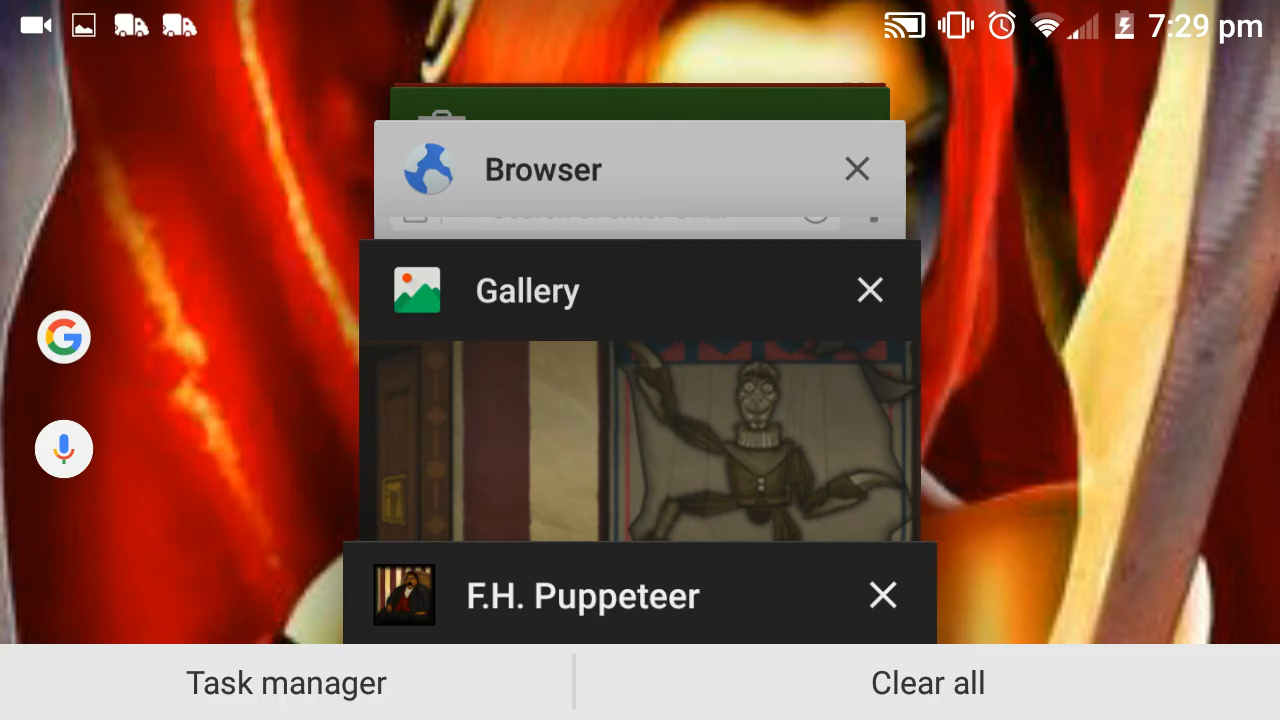 7:29 pm
Browser
Gallery
F.H. Puppeteer
Task manager
Clear all